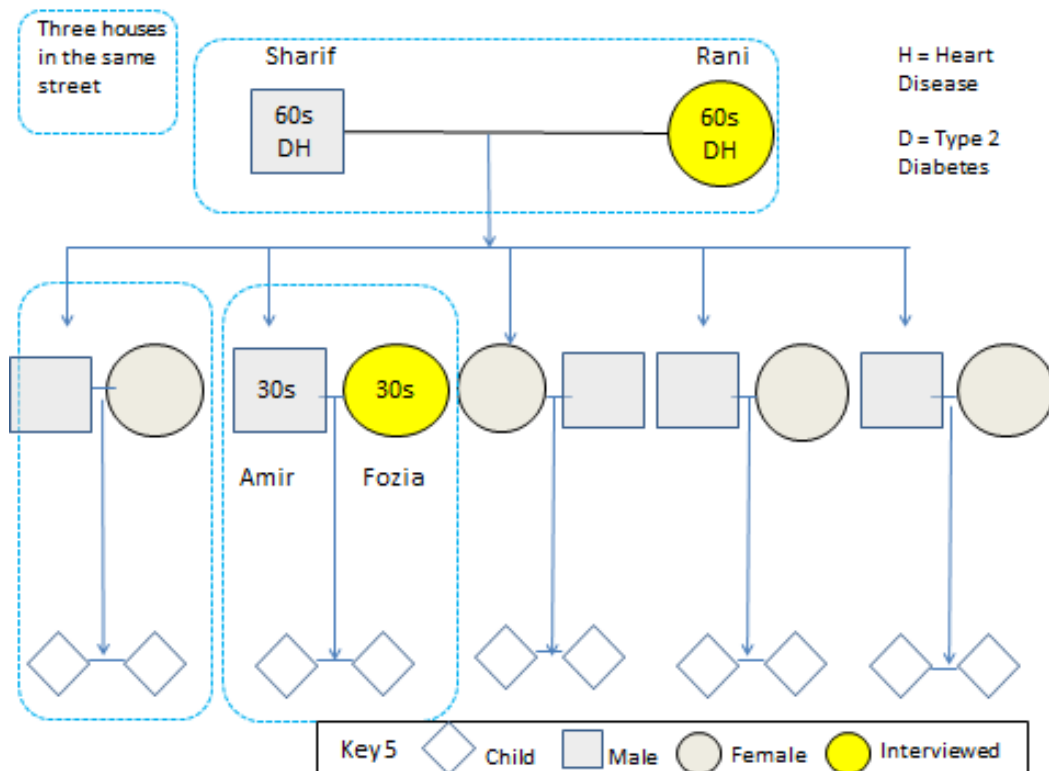 Three houses
in the same
street
Sharif
Rani
H = Heart
Disease
D = Type 2
Diabetes
60s
DH
60s
DH
30s
30s
Amir
Fozia
Key 5
Child
Male
Female
Interviewed